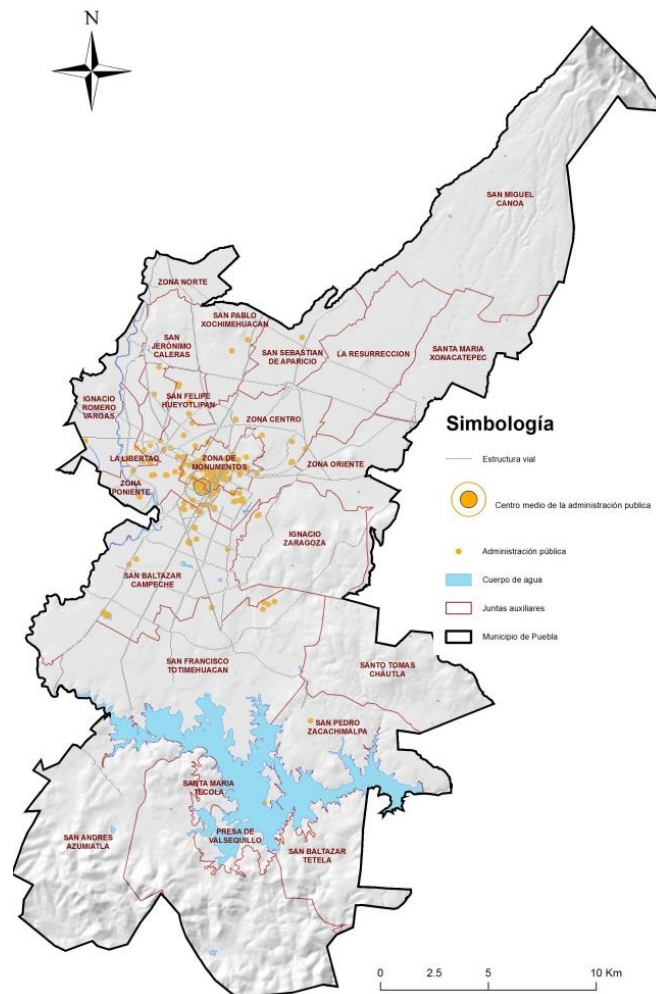 N
SAN MIGUEL
CANOA
ZONA NORTE
SAN PABLO
XOCHIMEHUACAN
SAN
JERÓNIMO
CALERAS
SAN SEBASTIAN
DE APARICIO
LA RESURRECCION
SANTA MARIA
XONACATEPEC
IGNACIO
ROMERO
VARGAS
SAN FELIPE
HUEYOTLIPAN
ZONA CENTRO
LA LIBERTAD
ZONA DE
MONUMENTOS
ZONA ORIENTE
ZONA
PONIENTE
IGNACIO
ZARAGOZA
SAN BALTAZAR
CAMPECHE
SAN FRANCISCO
TOTIMEHUACAN
SANTO TOMAS
CHAUTLA
SAN PEDRO
ZACACHIMALPA
SANTA MARIA
TECOLA
SAN ANDRES
AZUMIATLA
PRESA DE
VALSEQUILLO
SAN BALTAZAR
TETELA
Simbología
Estructura vial
Centro medio de la administración publica
Administración pública
Cuerpo de agua
Juntas auxiliares
Municipio de Puebla
0 2.5 5 10 Km